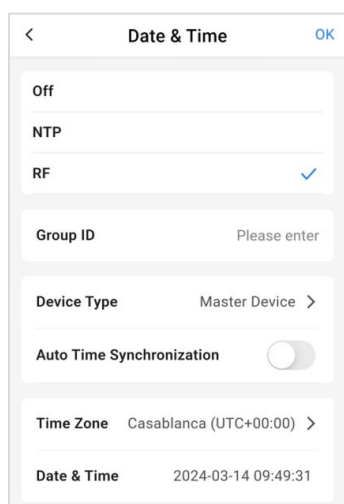 Date & Time OK
Off
NTP
RF
Group ID Please enter
Device Type Master Device
Auto Time Synchronization
Time Zone Casablanca (UTC+00:00)
Date & Time 2024-03-14 09:49:31